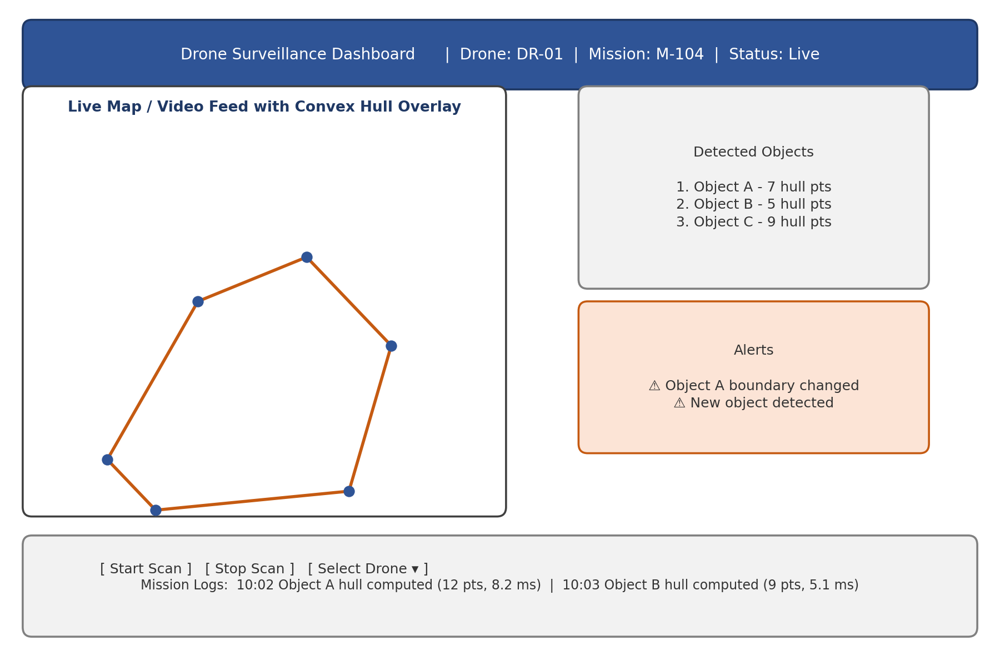 Drone Surveillance Dashboard | Drone: DR-01 | Mission: M-104 | Status: Live
Live Map / Video Feed with Convex Hull Overlay
Detected Objects
1. Object A - 7 hull pts
2. Object B - 5 hull pts
3. Object C - 9 hull pts
Alerts
⚠ Object A boundary changed
⚠ New object detected
[ Start Scan ] [ Stop Scan ] [ Select Drone ▾ ]
Mission Logs: 10:02 Object A hull computed (12 pts, 8.2 ms) | 10:03 Object B hull computed (9 pts, 5.1 ms)